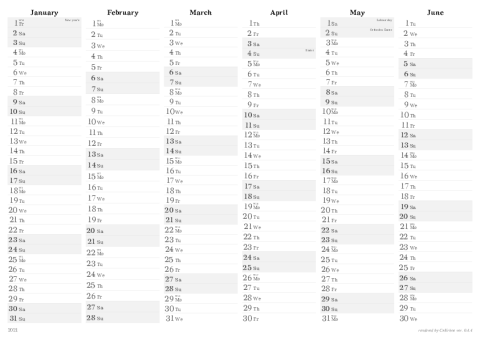 January
1 Fr
2 Sa
3 Su
4 Mo
5 Tu
6 We
7 Th
8 Fr
9 Sa
10 Su
11 Mo
12 Tu
13 We
14 Th
15 Fr
16 Sa
17 Su
18 Mo
19 Tu
20 We
21 Th
22 Fr
23 Sa
24 Su
25 Mo
26 Tu
27 We
28 Th
29 Fr
30 Sa
31 Su
February
1 Mo
2 Tu
3 We
4 Th
5 Fr
6 Sa
7 Su
8 Mo
9 Tu
10 We
11 Th
12 Fr
13 Sa
14 Su
15 Mo
16 Tu
17 We
18 Th
19 Fr
20 Sa
21 Su
22 Mo
23 Tu
24 We
25 Th
26 Fr
27 Sa
28 Su
March
1 Mo
2 Tu
3 We
4 Th
5 Fr
6 Sa
7 Su
8 Mo
9 Tu
10 We
11 Th
12 Fr
13 Sa
14 Su
15 Mo
16 Tu
17 We
18 Th
19 Fr
20 Sa
21 Su
22 Mo
23 Tu
24 We
25 Th
26 Fr
27 Sa
28 Su
29 Mo
30 Tu
31 We
April
1 Th
2 Fr
3 Sa
4 Su Easter
5 Mo
6 Tu
7 We
8 Th
9 Fr
10 Sa
11 Su
12 Mo
13 Tu
14 We
15 Th
16 Fr
17 Sa
18 Su
19 Mo
20 Tu
21 We
22 Th
23 Fr
24 Sa
25 Su
26 Mo
27 Tu
28 We
29 Th
30 Fr
May
1 Sa Labour day
2 Su Orthodox Easter
3 Mo
4 Tu
5 We
6 Th
7 Fr
8 Sa
9 Su
10 Mo
11 Tu
12 We
13 Th
14 Fr
15 Sa
16 Su
17 Mo
18 Tu
19 We
20 Th
21 Fr
22 Sa
23 Su
24 Mo
25 Tu
26 We
27 Th
28 Fr
29 Sa
30 Su
31 Mo
June
1 Tu
2 We
3 Th
4 Fr
5 Sa
6 Su
7 Mo
8 Tu
9 We
10 Th
11 Fr
12 Sa
13 Su
14 Mo
15 Tu
16 We
17 Th
18 Fr
19 Sa
20 Su
21 Mo
22 Tu
23 We
24 Th
25 Fr
26 Sa
27 Su
28 Mo
29 Tu
30 We
2021
created by